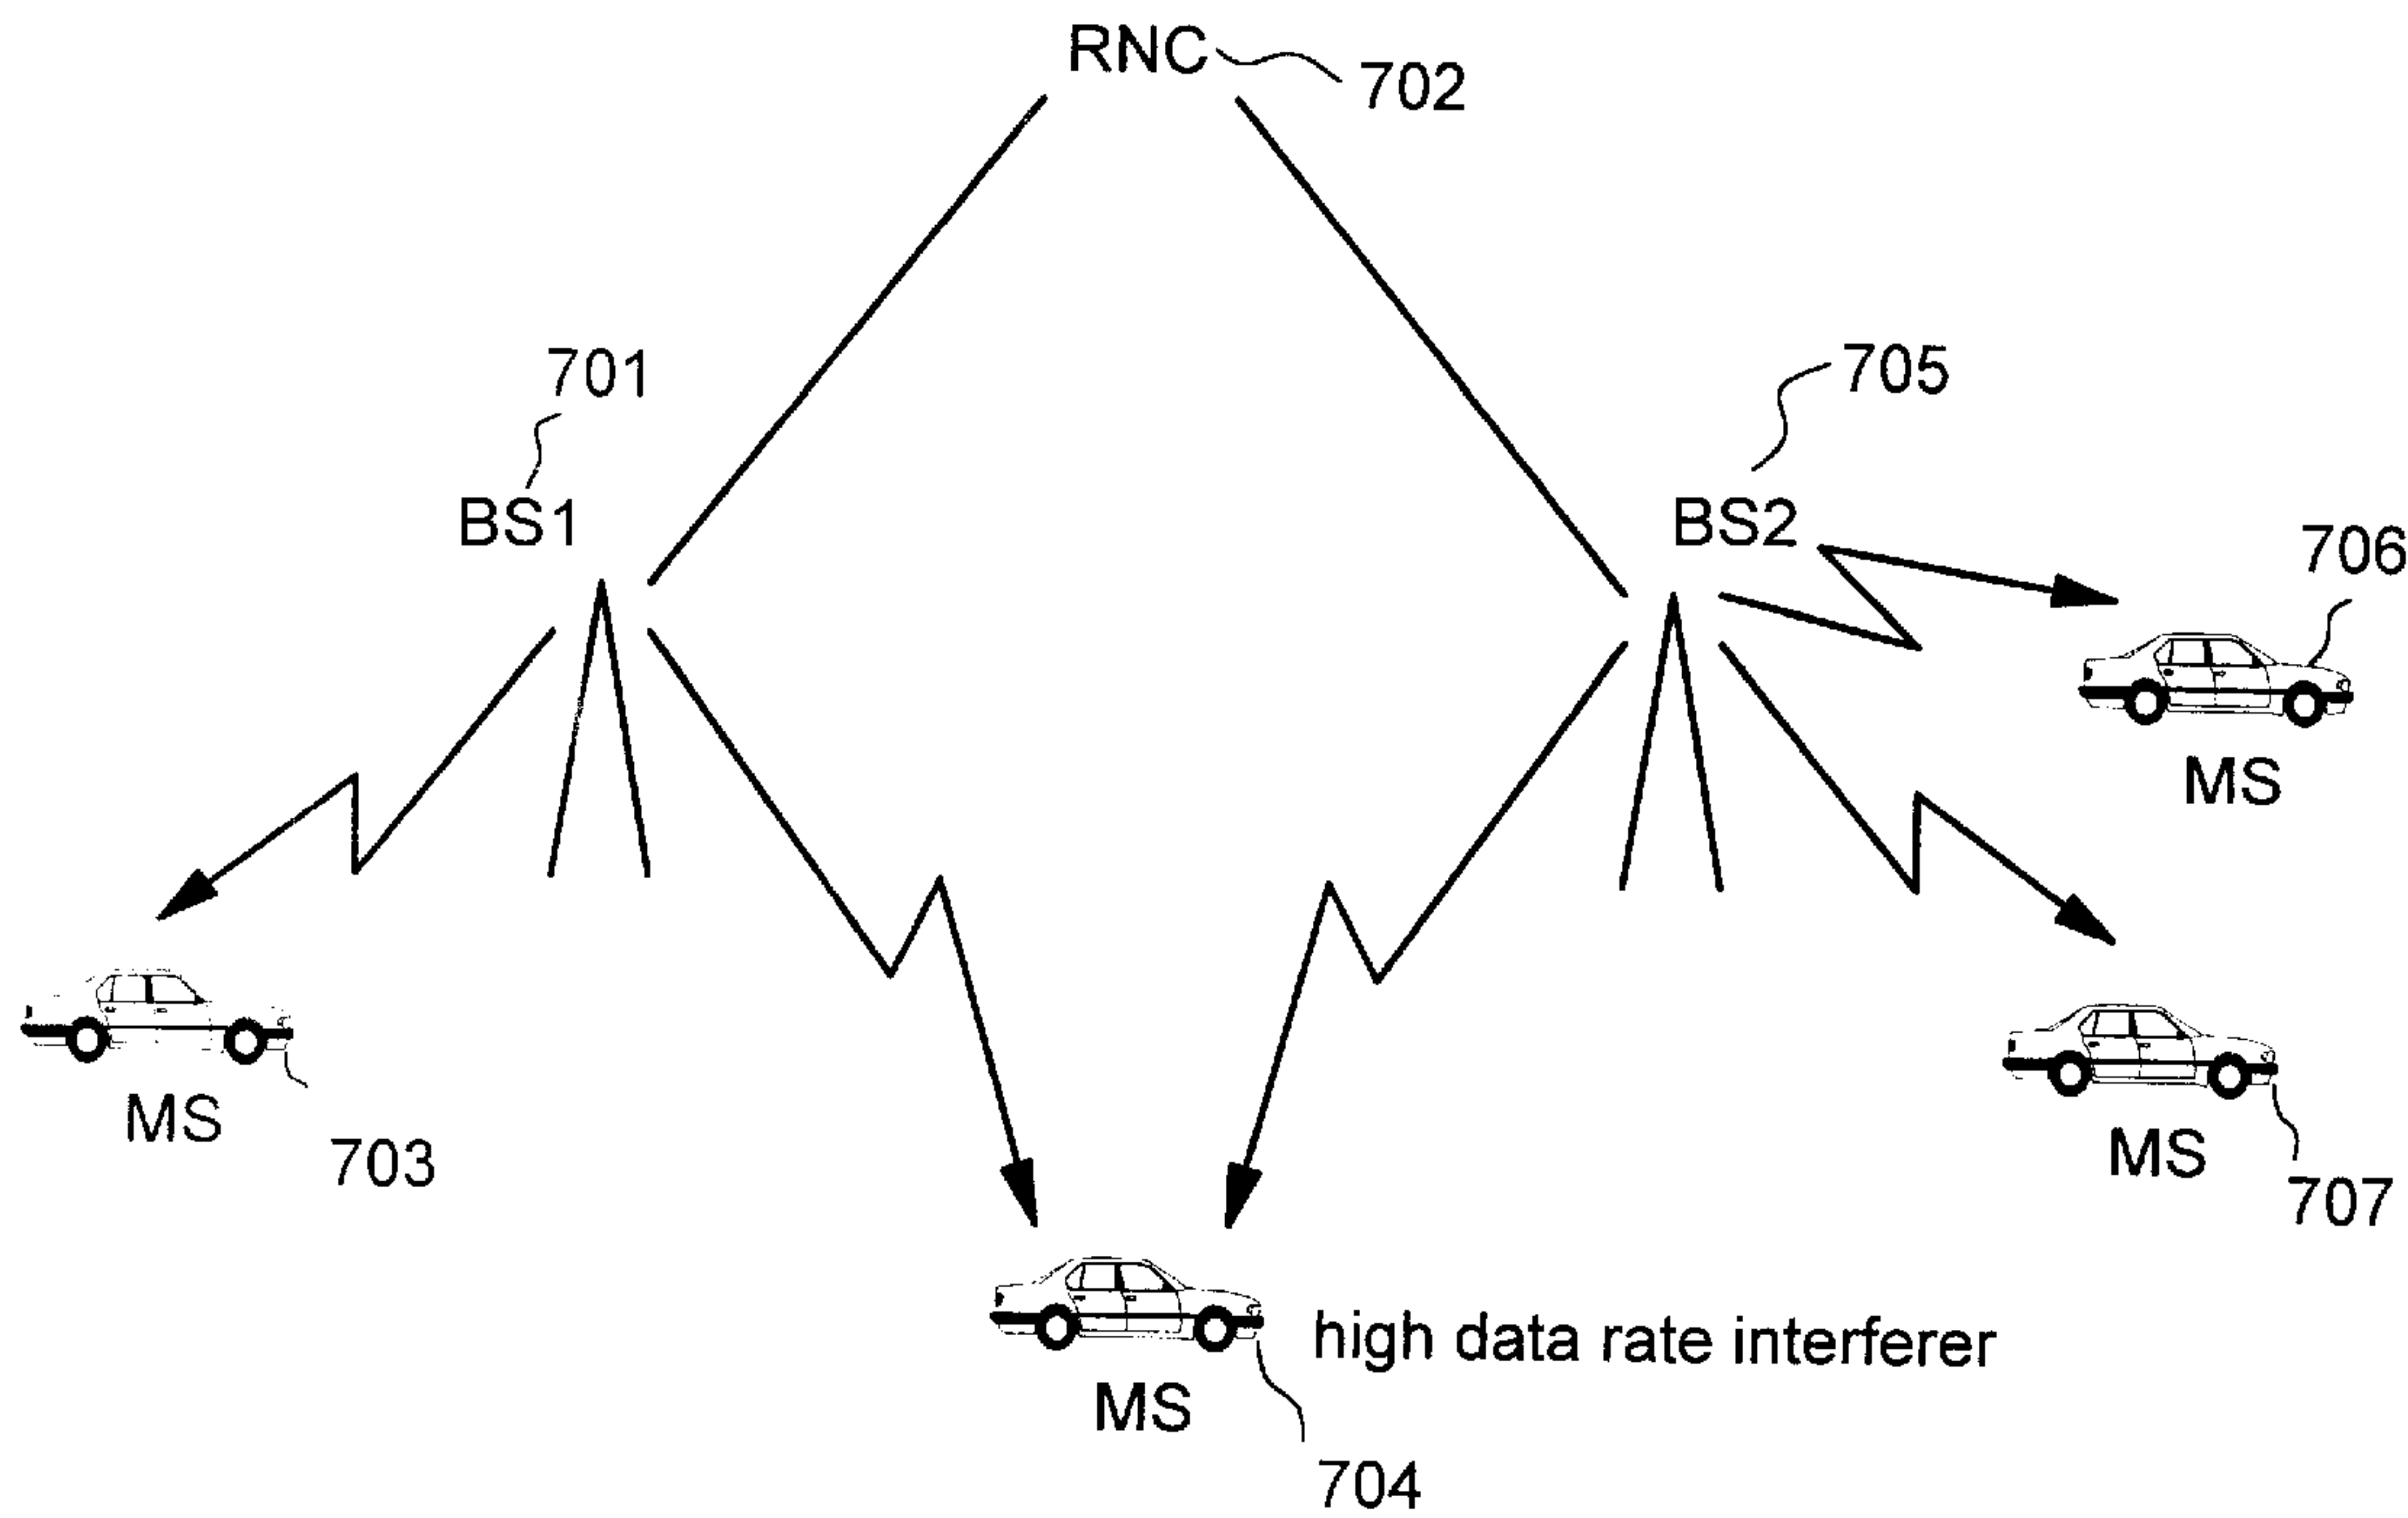 RNC
702
701
705
BS1
BS2
706
MS
MS
703
MS
707
high data rate interferer
MS
704